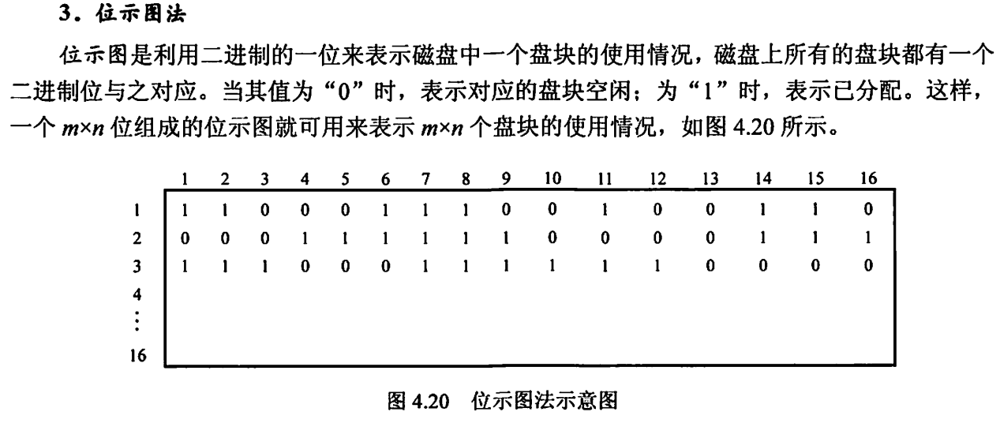 3. 位示图法
位示图是利用二进制的一位来表示磁盘中一个盘块的使用情况，磁盘上所有的盘块都有一个
二进制位与之对应。当其值为“0”时，表示对应的盘块空闲；为“1”时，表示已分配。这样，
一个 m×n 位组成的位示图就可用来表示 m×n 个盘块的使用情况，如图 4.20 所示。
1 2 3 4 5 6 7 8 9 10 11 12 13 14 15 16
1 1 1 0 0 0 1 1 1 0 0 1 0 0 1 1 0
2 0 0 0 1 1 1 1 1 1 0 0 0 0 1 1 1
3 1 1 1 0 0 0 1 1 1 1 1 1 0 0 0 0
4
⋮
16
图 4.20 位示图法示意图